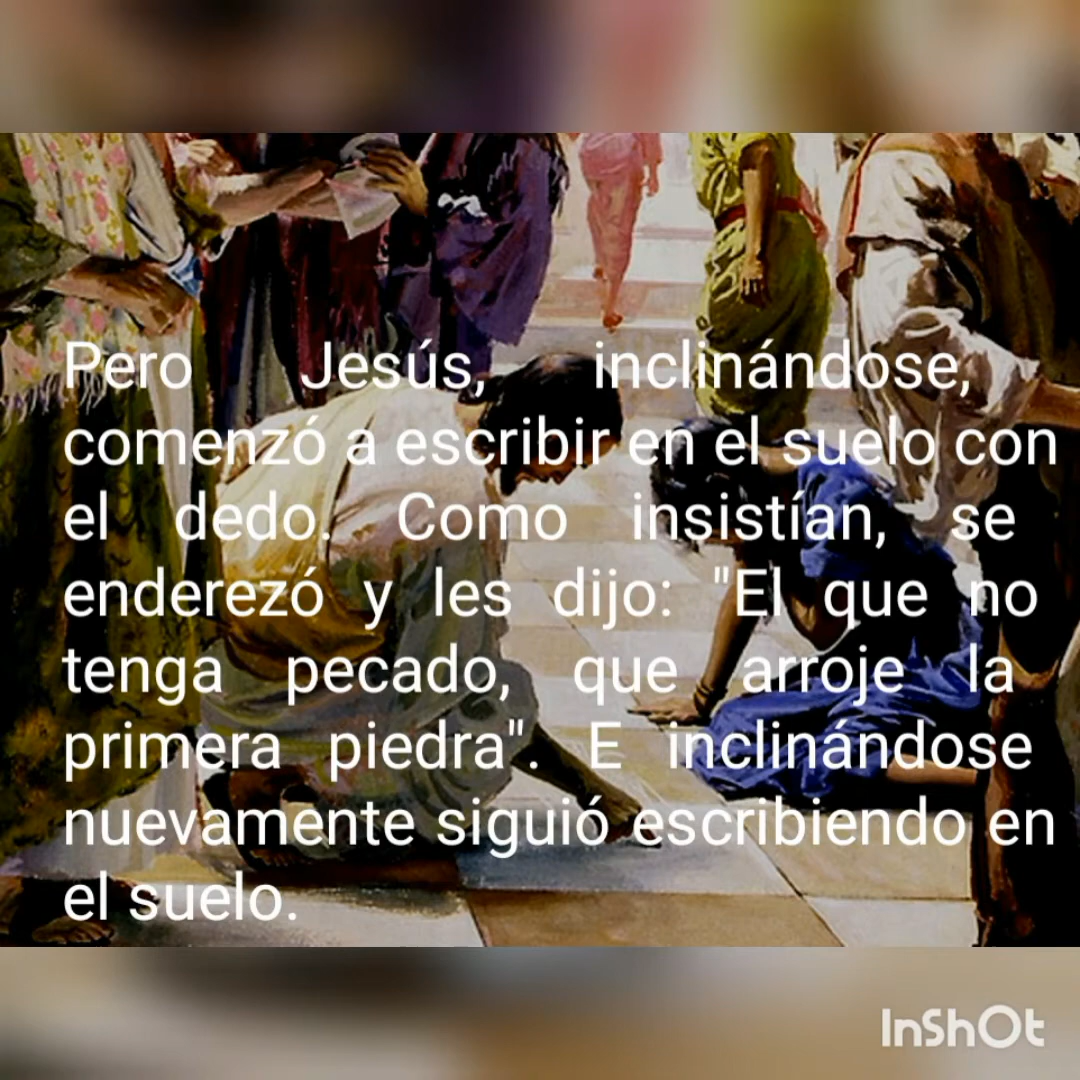 Pero Jesús, inclinándose,
comenzó a escribir en el suelo con
el dedo. Como insistían, se
enderezó y les dijo: "El que no
tenga pecado, que arroje la
primera piedra". E inclinándose
nuevamente siguió escribiendo en
el suelo.
InShOt